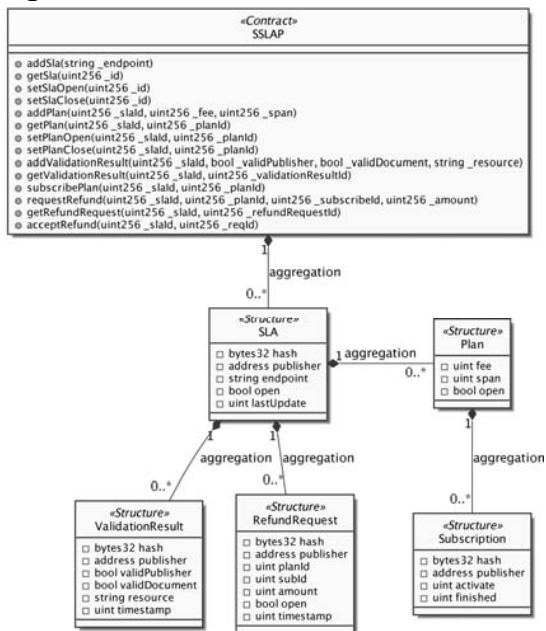 «Contract»
SSLAP
addSla(string _endpoint)
getSla(uint256 _id)
setSlaOpen(uint256 _id)
setSlaClose(uint256 _id)
addPlan(uint256 _slaId, uint256 _fee, uint256 _span)
getPlan(uint256 _slaId, uint256 _planId)
setPlanOpen(uint256 _slaId, uint256 _planId)
setPlanClose(uint256 _slaId, uint256 _planId)
addValidationResult(uint256 _slaId, bool _validPublisher, bool _validDocument, string _resource)
getValidationResult(uint256 _slaId, uint256 _validationResultId)
subscribePlan(uint256 _slaId, uint256 _planId)
requestRefund(uint256 _slaId, uint256 _planId, uint256 _subscribeId, uint256 _amount)
getRefundRequest(uint256 _slaId, uint256 _refundRequestId)
acceptRefund(uint256 _slaId, uint256 _reqId)
1
aggregation
0..*
«Structure»
SLA
bytes32 hash
address publisher
string endpoint
bool open
uint lastUpdate
1 aggregation
0..*
«Structure»
Plan
uint fee
uint span
bool open
1
aggregation
0..*
1
aggregation
0..*
1
aggregation
0..*
«Structure»
ValidationResult
bytes32 hash
address publisher
bool validPublisher
bool validDocument
string resource
uint timestamp
«Structure»
RefundRequest
bytes32 hash
address publisher
uint planId
uint subId
uint amount
bool open
uint timestamp
«Structure»
Subscription
bytes32 hash
address publisher
uint activate
uint finished